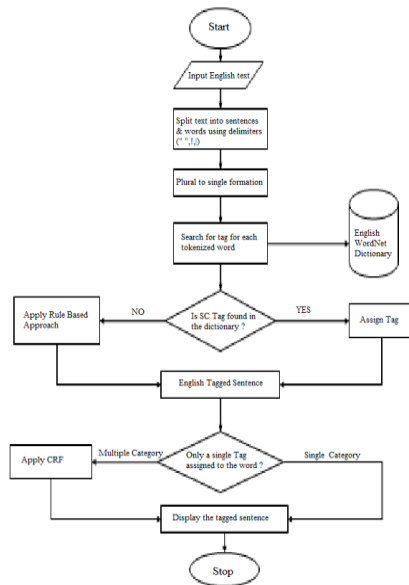 Start
Input English text
Split text into sentences
& words using delimiters
(" ",!,|)
Plural to single formation
Search for tag for each
tokenized word
English
WordNet
Dictionary
Is SC Tag found in
the dictionary ?
NO
YES
Apply Rule Based
Approach
Assign Tag
English Tagged Sentence
Only a single Tag
assigned to the word ?
Multiple Category
Single Category
Apply CRF
Display the tagged sentence
Stop